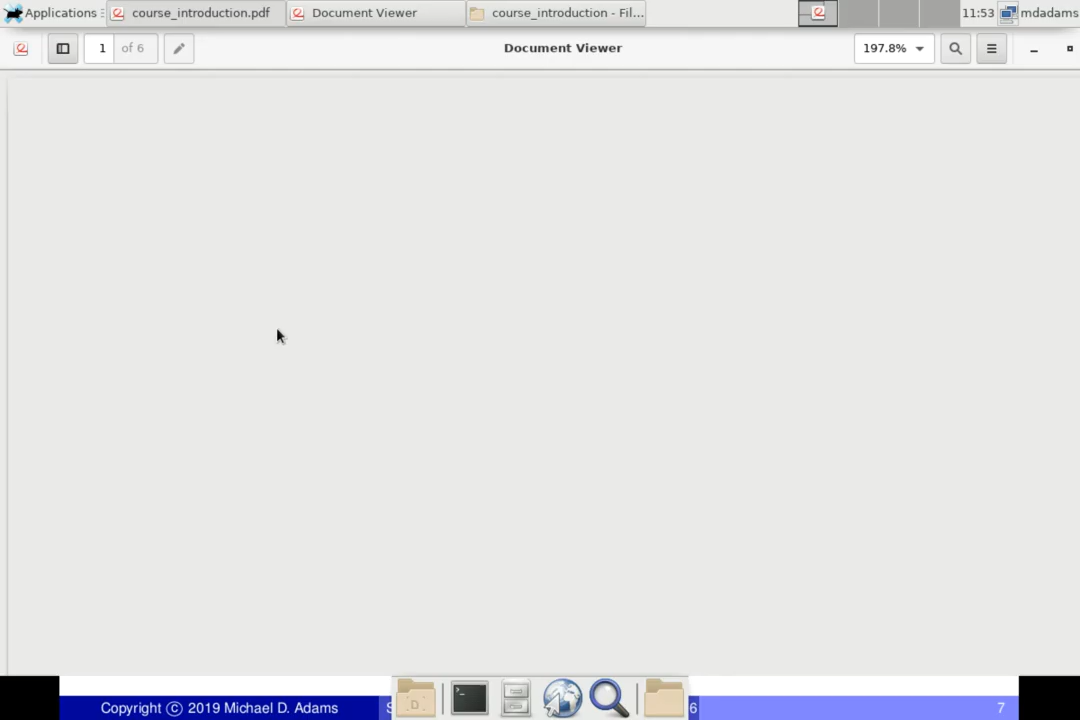 Applications course_introduction.pdf Document Viewer course_introduction - Fil... 11:53 mdadams
1 of 6 Document Viewer 197.8%
D
Copyright ⓒ 2019 Michael D. Adams S 6 7